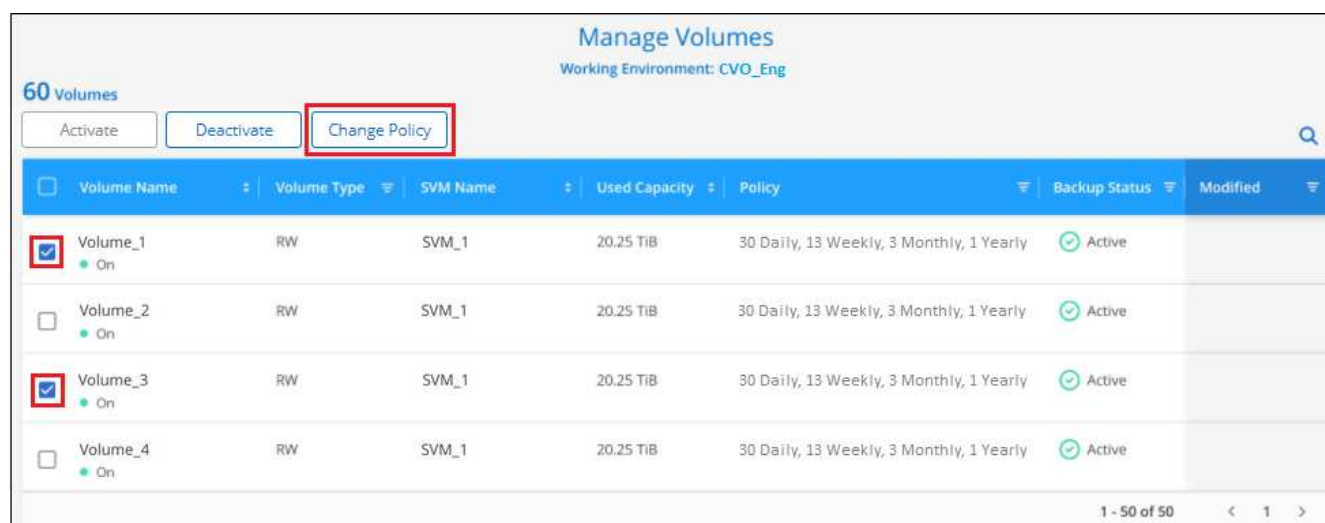 Manage Volumes
Working Environment: CVO_Eng
60 Volumes
Activate Deactivate Change Policy
Volume Name Volume Type SVM Name Used Capacity Policy Backup Status Modified
Volume_1 RW SVM_1 20.25 TiB 30 Daily, 13 Weekly, 3 Monthly, 1 Yearly Active
On
Volume_2 RW SVM_1 20.25 TiB 30 Daily, 13 Weekly, 3 Monthly, 1 Yearly Active
On
Volume_3 RW SVM_1 20.25 TiB 30 Daily, 13 Weekly, 3 Monthly, 1 Yearly Active
On
Volume_4 RW SVM_1 20.25 TiB 30 Daily, 13 Weekly, 3 Monthly, 1 Yearly Active
On
1 - 50 of 50 < 1 >